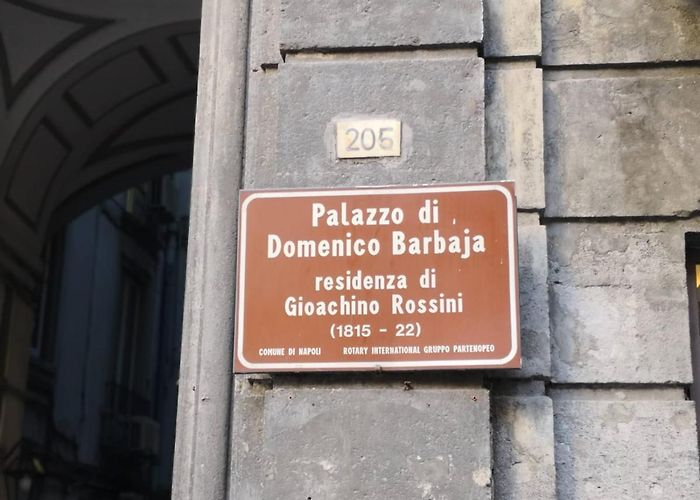 205
Palazzo di
Domenico Barbaja
residenza di
Gioachino Rossini
(1815 - 22)
COMUNE DI NAPOLI ROTARY INTERNATIONAL GRUPPO PARTENOPEO